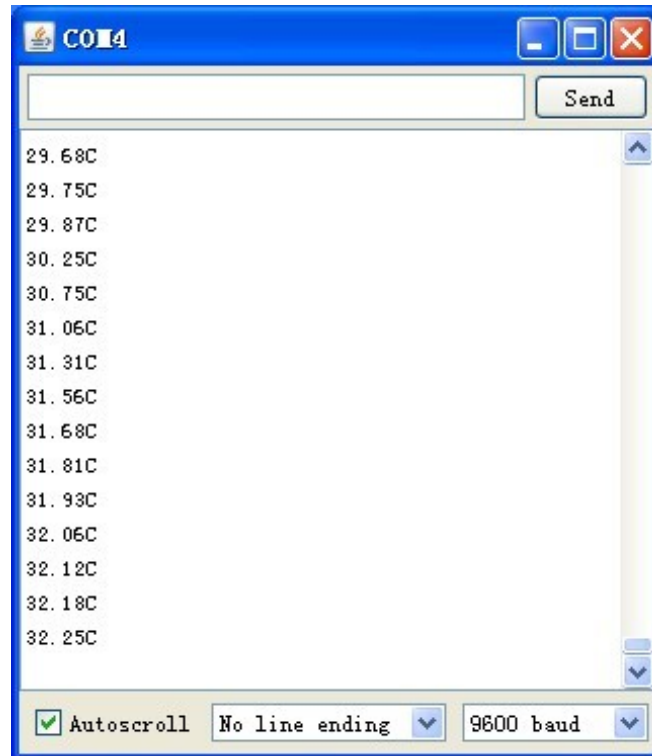 COM4
Send
29.68C
29.75C
29.87C
30.25C
30.75C
31.06C
31.31C
31.56C
31.68C
31.81C
31.93C
32.06C
32.12C
32.18C
32.25C
Autoscroll No line ending 9600 baud